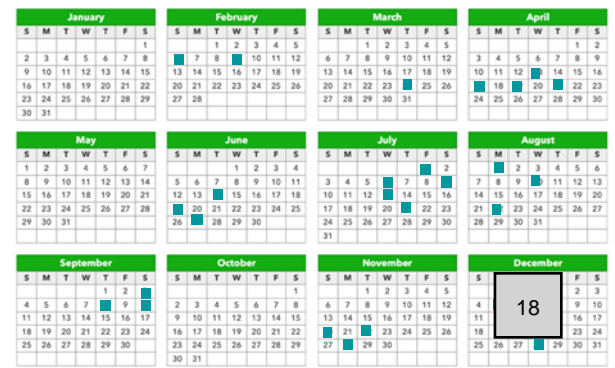 January
S M T W T F S
1
2 3 4 5 6 7 8
9 10 11 12 13 14 15
16 17 18 19 20 21 22
23 24 25 26 27 28 29
30 31
February
S M T W T F S
1 2 3 4 5
7 8 10 11 12
13 14 15 16 17 18 19
20 21 22 23 24 25 26
27 28
March
S M T W T F S
1 2 3 4 5
6 7 8 9 10 11 12
13 14 15 16 17 18 19
20 21 22 23 25 26
27 28 29 30 31
April
S M T W T F S
1 2
3 4 5 6 7 8 9
10 11 12 14 15 16
18 20 22 23
24 25 26 27 28 29 30
May
S M T W T F S
1 2 3 4 5 6 7
8 9 10 11 12 13 14
15 16 17 18 19 20 21
22 23 24 25 26 27 28
29 30 31
June
S M T W T F S
1 2 3 4
5 6 7 8 9 10 11
12 13 15 16 17 18
20 21 22 23 24 25
26 28 29 30
July
S M T W T F S
2
3 4 5 7 8
10 11 12 14 15 16
17 18 19 20 22 23
24 25 26 27 28 29 30
31
August
S M T W T F S
2 3 4 5 6
7 8 9 11 12 13
14 15 16 17 18 19 20
21 23 24 25 26 27
28 29 30 31
September
S M T W T F S
1 2
4 5 6 7 9
11 12 13 14 15 16 17
18 19 20 21 22 23 24
25 26 27 28 29 30
October
S M T W T F S
1
2 3 4 5 6 7 8
9 10 11 12 13 14 15
16 17 18 19 20 21 22
23 24 25 26 27 28 29
30 31
November
S M T W T F S
1 2 3 4 5
6 7 8 9 10 11 12
13 14 15 16 17 18 19
21 23 24 25 26
27 29 30
December
S M T W T F S
2 3
4 9 10
11 16 17
18 23 24
25 26 27 29 30 31
18